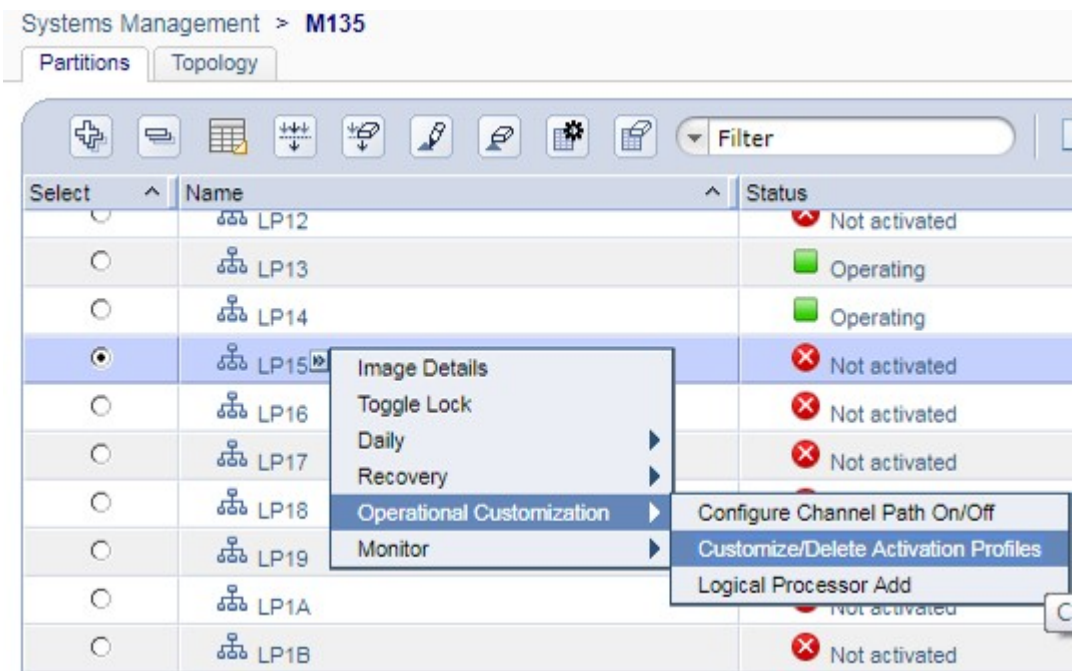 Systems Management > M135
Partitions Topology
Filter
Select Name Status
LP12 Not activated
LP13 Operating
LP14 Operating
LP15 Not activated
Image Details
Toggle Lock
LP16 Not activated
Daily
LP17 Not activated
Recovery
LP18 Operational Customization Configure Channel Path On/Off
LP19 Monitor Customize/Delete Activation Profiles
Logical Processor Add
LP1A Not activated
LP1B Not activated